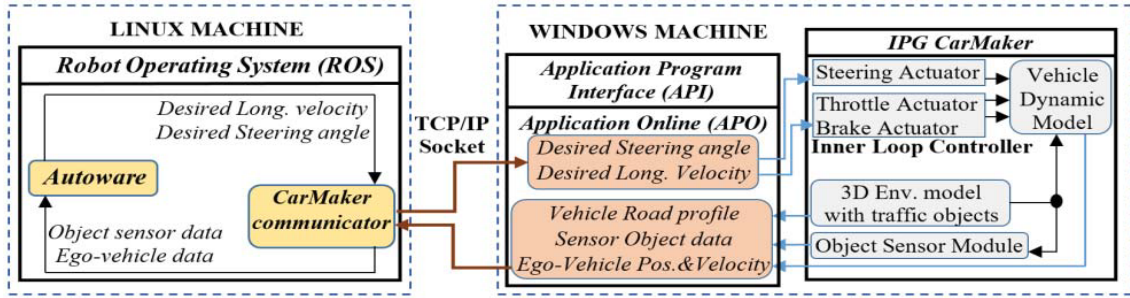 LINUX MACHINE
Robot Operating System (ROS)
Desired Long. velocity
Desired Steering angle
Autoware
CarMaker
communicator
Object sensor data
Ego-vehicle data
TCP/IP
Socket
WINDOWS MACHINE
Application Program
Interface (API)
Application Online (APO)
Desired Steering angle
Desired Long. Velocity
Vehicle Road profile
Sensor Object data
Ego-Vehicle Pos.&Velocity
IPG CarMaker
Steering Actuator
Throttle Actuator
Brake Actuator
Inner Loop Controller
Vehicle
Dynamic
Model
3D Env. model
with traffic objects
Object Sensor Module